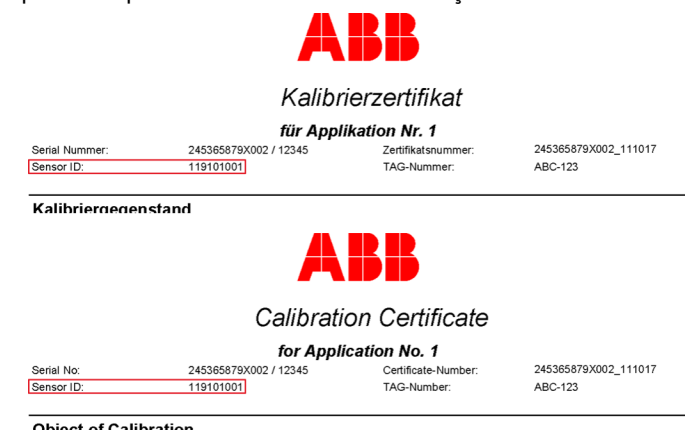 ABB
Kalibrierzertifikat
für Applikation Nr. 1
Serial Nummer: 245365879X002 / 12345 Zertifikatsnummer: 245365879X002_111017
Sensor ID: 119101001 TAG-Nummer: ABC-123
Kalibriergegenstand
ABB
Calibration Certificate
for Application No. 1
Serial No: 245365879X002 / 12345 Certificate-Number: 245365879X002_111017
Sensor ID: 119101001 TAG-Number: ABC-123
Object of Calibration